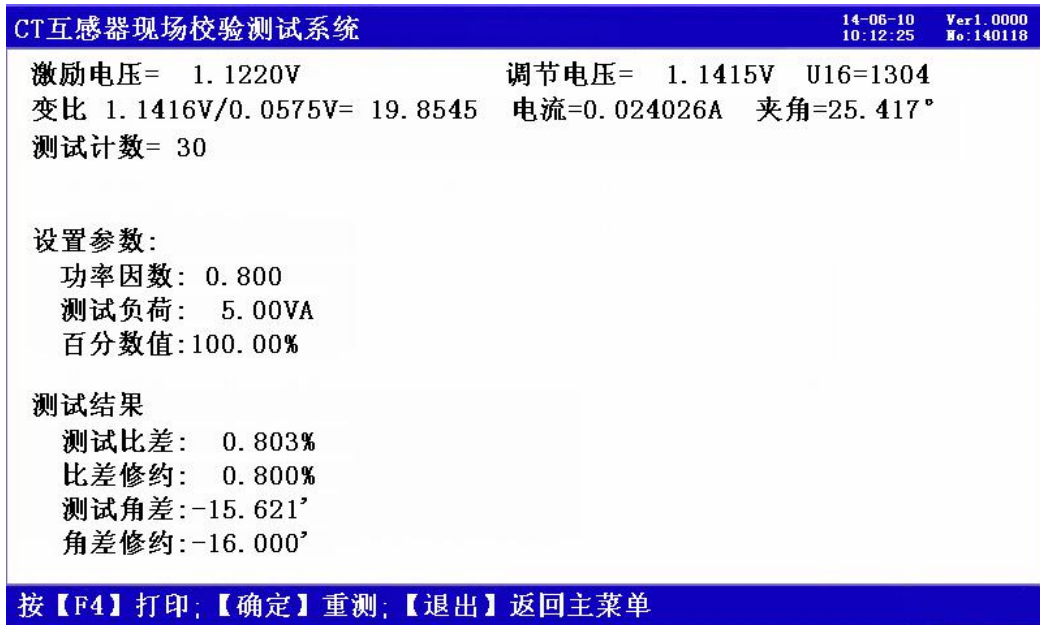 CT互感器现场校验测试系统 14-06-10 Ver1.0000
10:12:25 No:140118
激励电压= 1.1220V 调节电压= 1.1415V U16=1304
变比 1.1416V/0.0575V= 19.8545 电流=0.024026A 夹角=25.417°
测试计数= 30
设置参数:
功率因数: 0.800
测试负荷: 5.00VA
百分数值:100.00%
测试结果
测试比差: 0.803%
比差修约: 0.800%
测试角差:-15.621'
角差修约:-16.000'
按【F4】打印;【确定】重测;【退出】返回主菜单